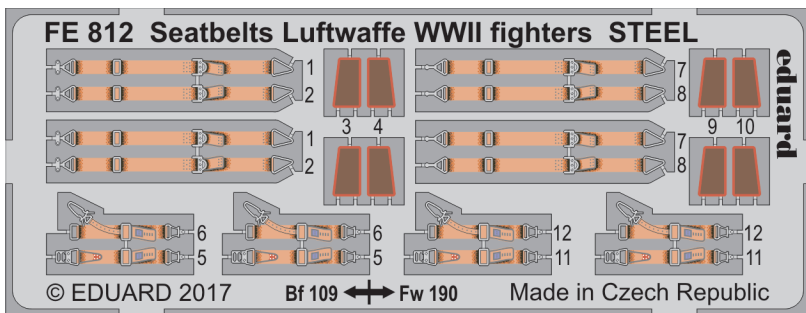 FE 812 Seatbelts Luftwaffe WWII fighters STEEL
eduard
1 7
2 8
3 4 9 10
1 7
2 8
6 6 12 12
5 5 11 11
© EDUARD 2017 Bf 109 Fw 190 Made in Czech Republic